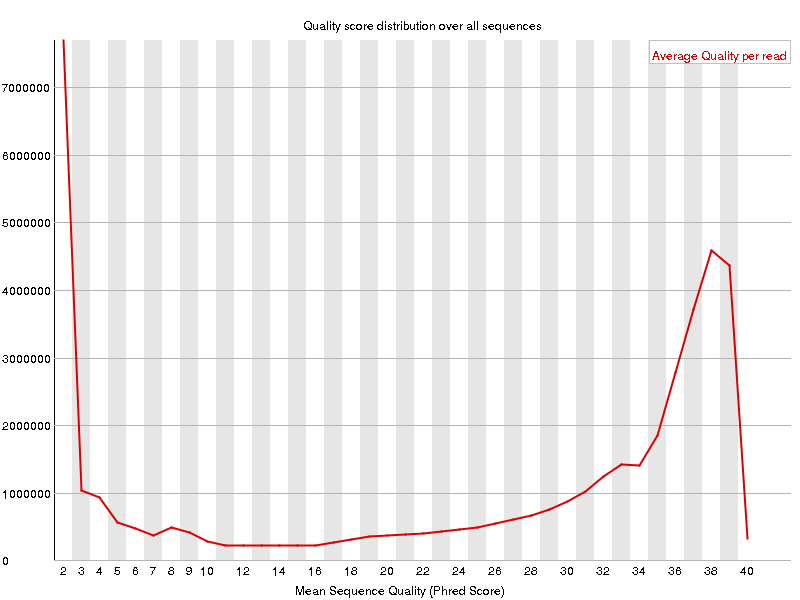 Quality score distribution over all sequences
Average Quality per read
7000000
6000000
5000000
4000000
3000000
2000000
1000000
0
2 3 4 5 6 7 8 9 10 12 14 16 18 20 22 24 26 28 30 32 34 36 38 40
Mean Sequence Quality (Phred Score)